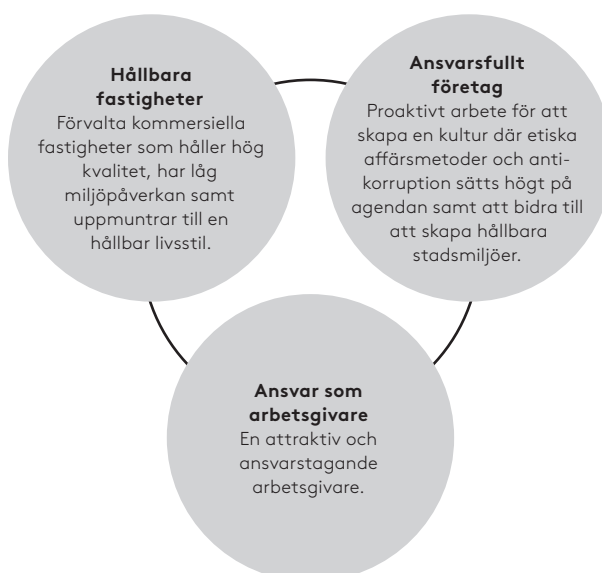 Hållbara
fastigheter
Förvalta kommersiella
fastigheter som håller hög
kvalitet, har låg
miljöpåverkan samt
uppmuntrar till en
hållbar livsstil.
Ansvarsfullt
företag
Proaktivt arbete för att
skapa en kultur där etiska
affärsmetoder och anti-
korruption sätts högt på
agendan samt att bidra till
att skapa hållbara
stadsmiljöer.
Ansvar som
arbetsgivare
En attraktiv och
ansvarstagande
arbetsgivare.